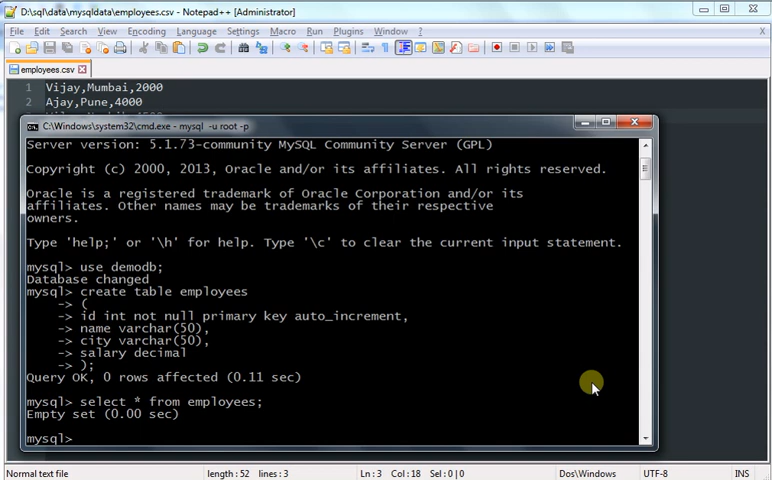 D:\sql\data\mysqldata\employees.csv - Notepad++ [Administrator]
File Edit Search View Encoding Language Settings Macro Run Plugins Window ? X
employees.csv
1 Vijay,Mumbai,2000
2 Ajay,Pune,4000
C:\Windows\system32\cmd.exe - mysql -u root -p
Server version: 5.1.73-community MySQL Community Server (GPL)
Copyright (c) 2000, 2013, Oracle and/or its affiliates. All rights reserved.
Oracle is a registered trademark of Oracle Corporation and/or its
affiliates. Other names may be trademarks of their respective
owners.
Type 'help;' or '\h' for help. Type '\c' to clear the current input statement.
mysql> use demodb;
Database changed
mysql> create table employees
-> (
-> id int not null primary key auto_increment,
-> name varchar(50),
-> city varchar(50),
-> salary decimal
-> );
Query OK, 0 rows affected (0.11 sec)
mysql> select * from employees;
Empty set (0.00 sec)
mysql>
Normal text file length : 52 lines : 3 Ln : 3 Col : 18 Sel : 0 | 0 Dos\Windows UTF-8 INS